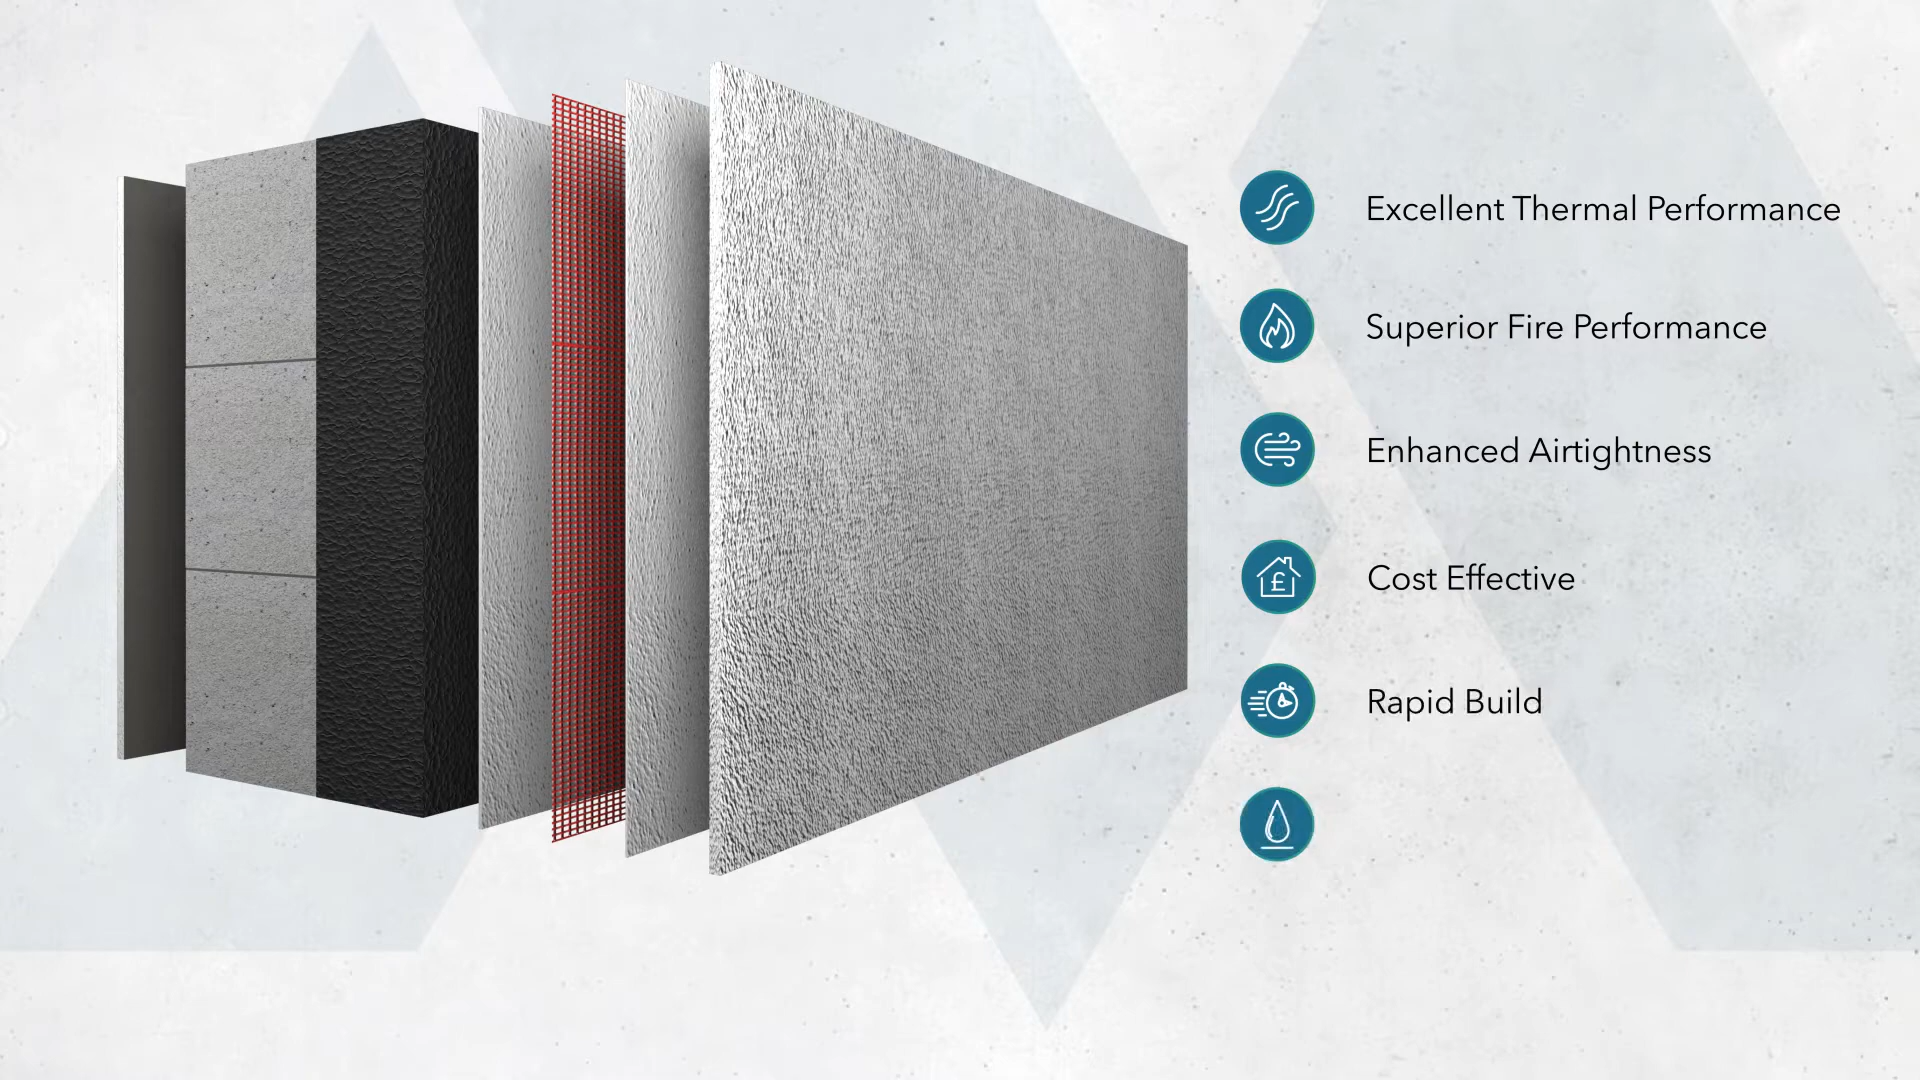 Excellent Thermal Performance
Superior Fire Performance
Enhanced Airtightness
£
Cost Effective
Rapid Build